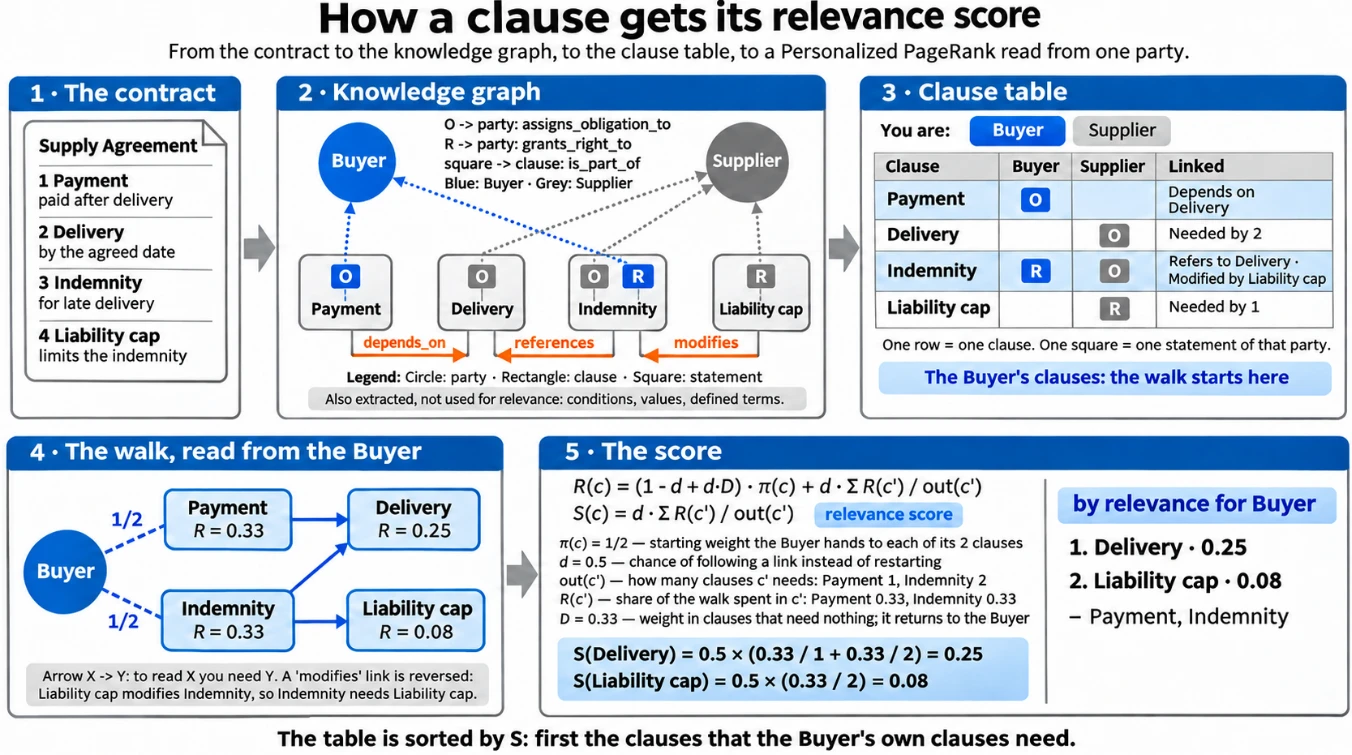 How a clause gets its relevance score
From the contract to the knowledge graph, to the clause table, to a Personalized PageRank read from one party.
1 · The contract
Supply Agreement
1 Payment
paid after delivery
2 Delivery
by the agreed date
3 Indemnity
for late delivery
4 Liability cap
limits the indemnity
2 · Knowledge graph
O -> party: assigns_obligation_to
R -> party: grants_right_to
square -> clause: is_part_of
Blue: Buyer · Grey: Supplier
Buyer
Supplier
O
O
O R
R
Payment
Delivery
Indemnity
Liability cap
depends_on
references
modifies
Legend: Circle: party · Rectangle: clause · Square: statement
Also extracted, not used for relevance: conditions, values, defined terms.
3 · Clause table
You are: Buyer Supplier
Clause Buyer Supplier Linked
Payment O Depends on
Delivery
Delivery O Needed by 2
Indemnity R O Refers to Delivery ·
Modified by Liability cap
Liability cap R Needed by 1
One row = one clause. One square = one statement of that party.
The Buyer's clauses: the walk starts here
4 · The walk, read from the Buyer
Buyer
1/2
1/2
Payment
R = 0.33
Delivery
R = 0.25
Indemnity
R = 0.33
Liability cap
R = 0.08
Arrow X -> Y: to read X you need Y. A 'modifies' link is reversed:
Liability cap modifies Indemnity, so Indemnity needs Liability cap.
5 · The score
R(c) = (1 - d + d·D) · π(c) + d · Σ R(c') / out(c')
S(c) = d · Σ R(c') / out(c') relevance score
π(c) = 1/2 — starting weight the Buyer hands to each of its 2 clauses
d = 0.5 — chance of following a link instead of restarting
out(c') — how many clauses c' needs: Payment 1, Indemnity 2
R(c') — share of the walk spent in c': Payment 0.33, Indemnity 0.33
D = 0.33 — weight in clauses that need nothing; it returns to the Buyer
S(Delivery) = 0.5 × (0.33 / 1 + 0.33 / 2) = 0.25
S(Liability cap) = 0.5 × (0.33 / 2) = 0.08
by relevance for Buyer
1. Delivery · 0.25
2. Liability cap · 0.08
– Payment, Indemnity
The table is sorted by S: first the clauses that the Buyer's own clauses need.